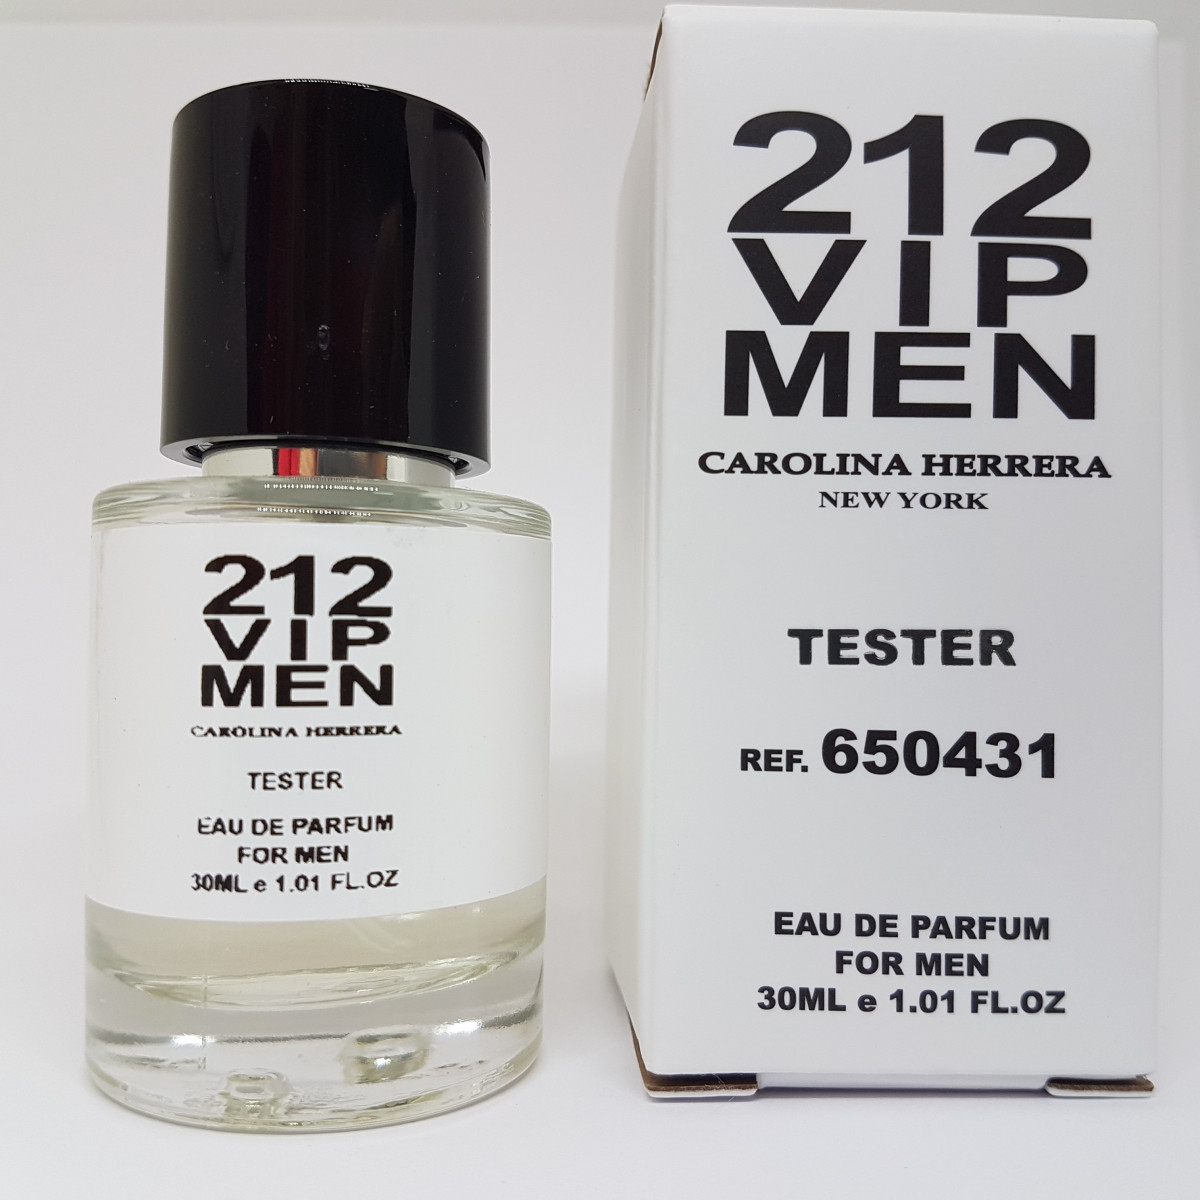 212
VIP
MEN
CAROLINA HERRERA
TESTER
EAU DE PARFUM
FOR MEN
30ML e 1.01 FL.OZ
212
VIP
MEN
CAROLINA HERRERA
NEW YORK
TESTER
REF. 650431
EAU DE PARFUM
FOR MEN
30ML e 1.01 FL.OZ